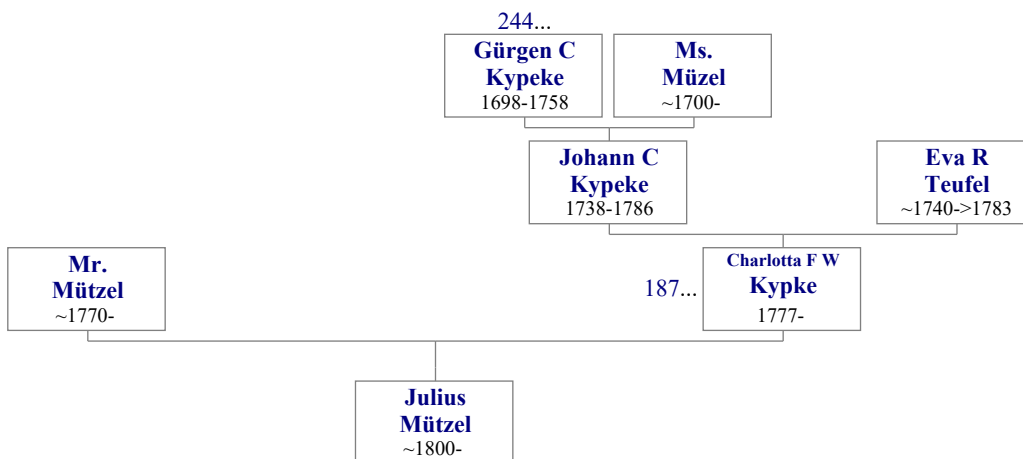 244...
Gürgen C
Kypeke
1698-1758
Ms.
Müzel
~1700-
Johann C
Kypeke
1738-1786
Eva R
Teufel
~1740->1783
Mr.
Mützel
~1770-
187...
Charlotta F W
Kypke
1777-
Julius
Mützel
~1800-